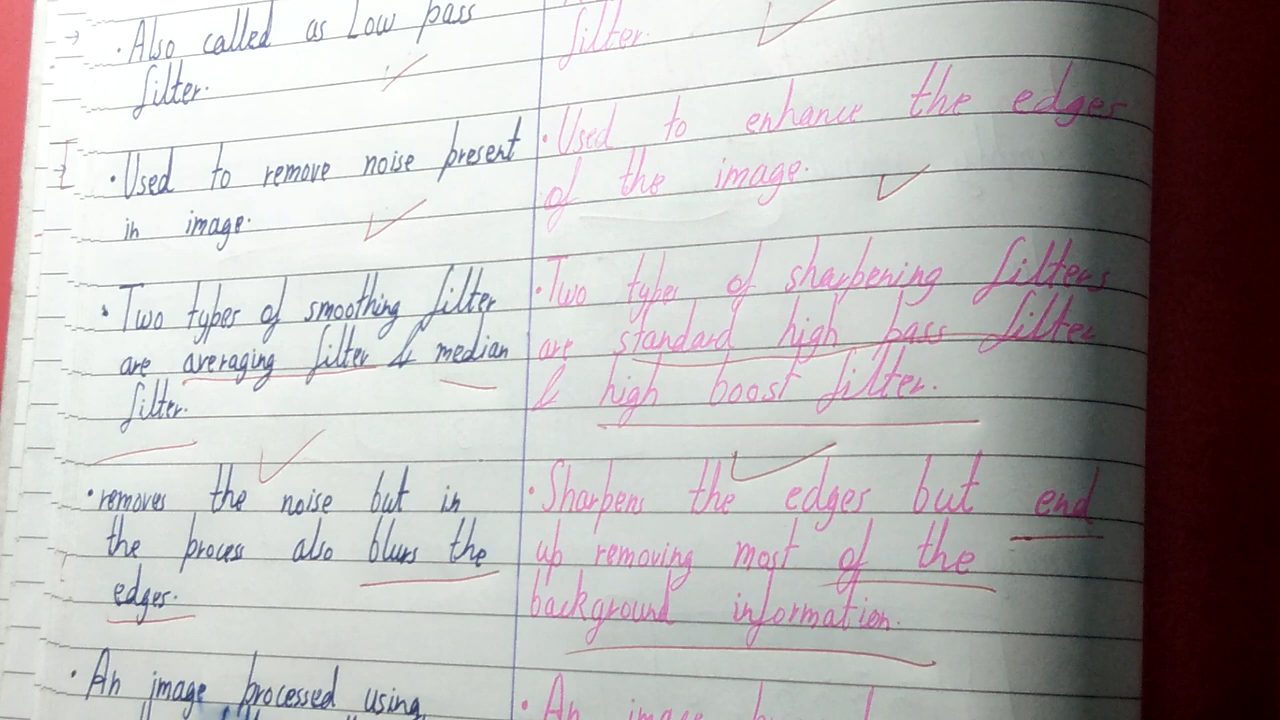 · Also called as Low pass
filter.
· Used to remove noise present
in image.
· Two types of smoothing filter
are averaging filter & median
filter.
· removes the noise but in
the process also blurs the
edges.
· An image processed using
filter.
· Used to enhance the edges
of the image.
· Two types of sharpening filters
are standard high pass filter
& high boost filter.
· Sharpens the edges but end
up removing most of the
background information.
· An image